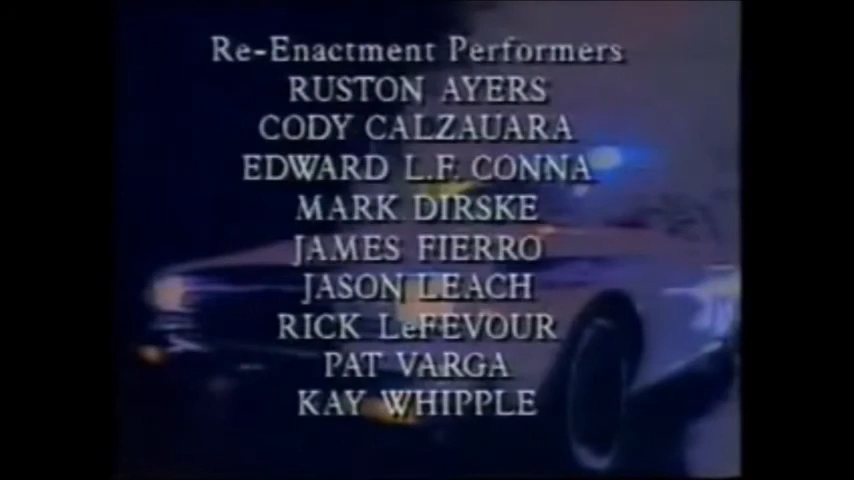 Re-Enactment Performers
RUSTON AYERS
CODY CALZAUARA
EDWARD L.F. CONNA
MARK DIRSKE
JAMES FIERRO
JASON LEACH
RICK LeFEVOUR
PAT VARGA
KAY WHIPPLE